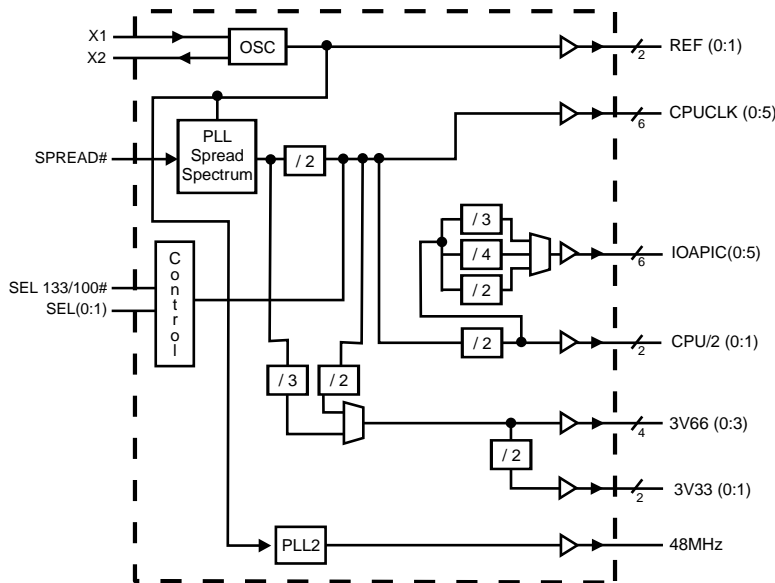 X1
X2
OSC
REF (0:1)
2
PLL
Spread
Spectrum
SPREAD#
/ 2
CPUCLK (0:5)
6
/ 3
/ 4
/ 2
IOAPIC(0:5)
6
Control
SEL 133/100#
SEL(0:1)
/ 2
CPU/2 (0:1)
2
/ 3
/ 2
3V66 (0:3)
4
/ 2
3V33 (0:1)
2
PLL2
48MHz